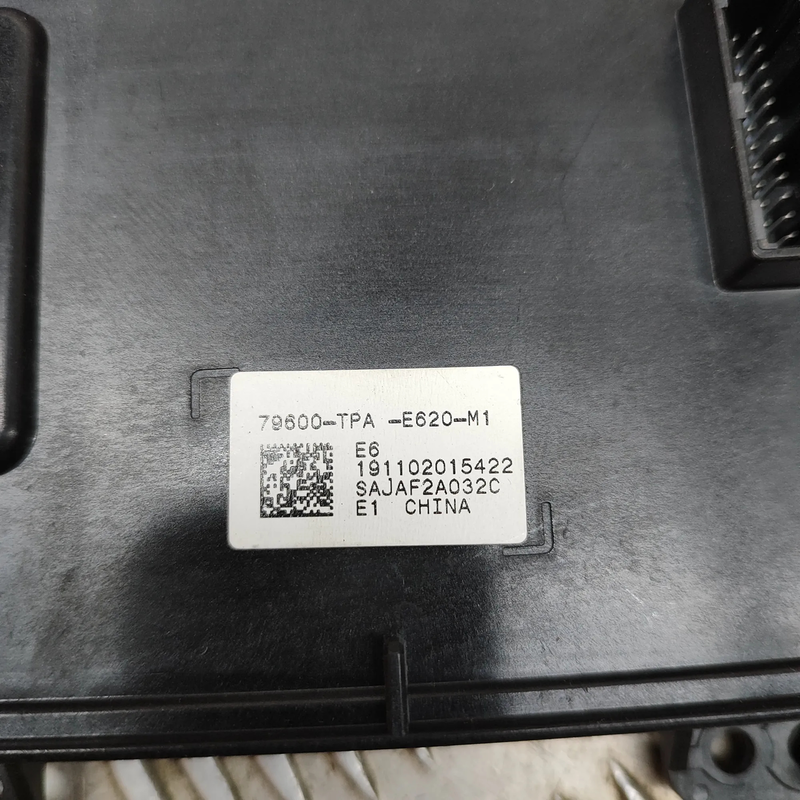 79600-TPA -E620-M1
E6
191102015422
SAJAF2A032C
E1 CHINA